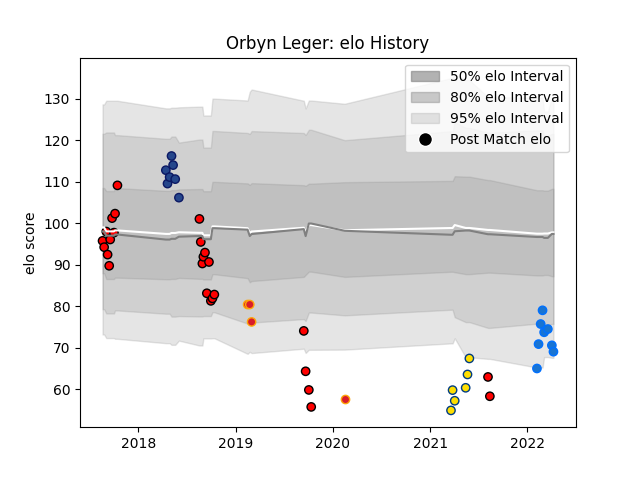 Orbyn Leger: elo History
50% elo Interval
80% elo Interval
95% elo Interval
Post Match elo
elo score
130
120
110
100
90
80
70
60
2018
2019
2020
2021
2022